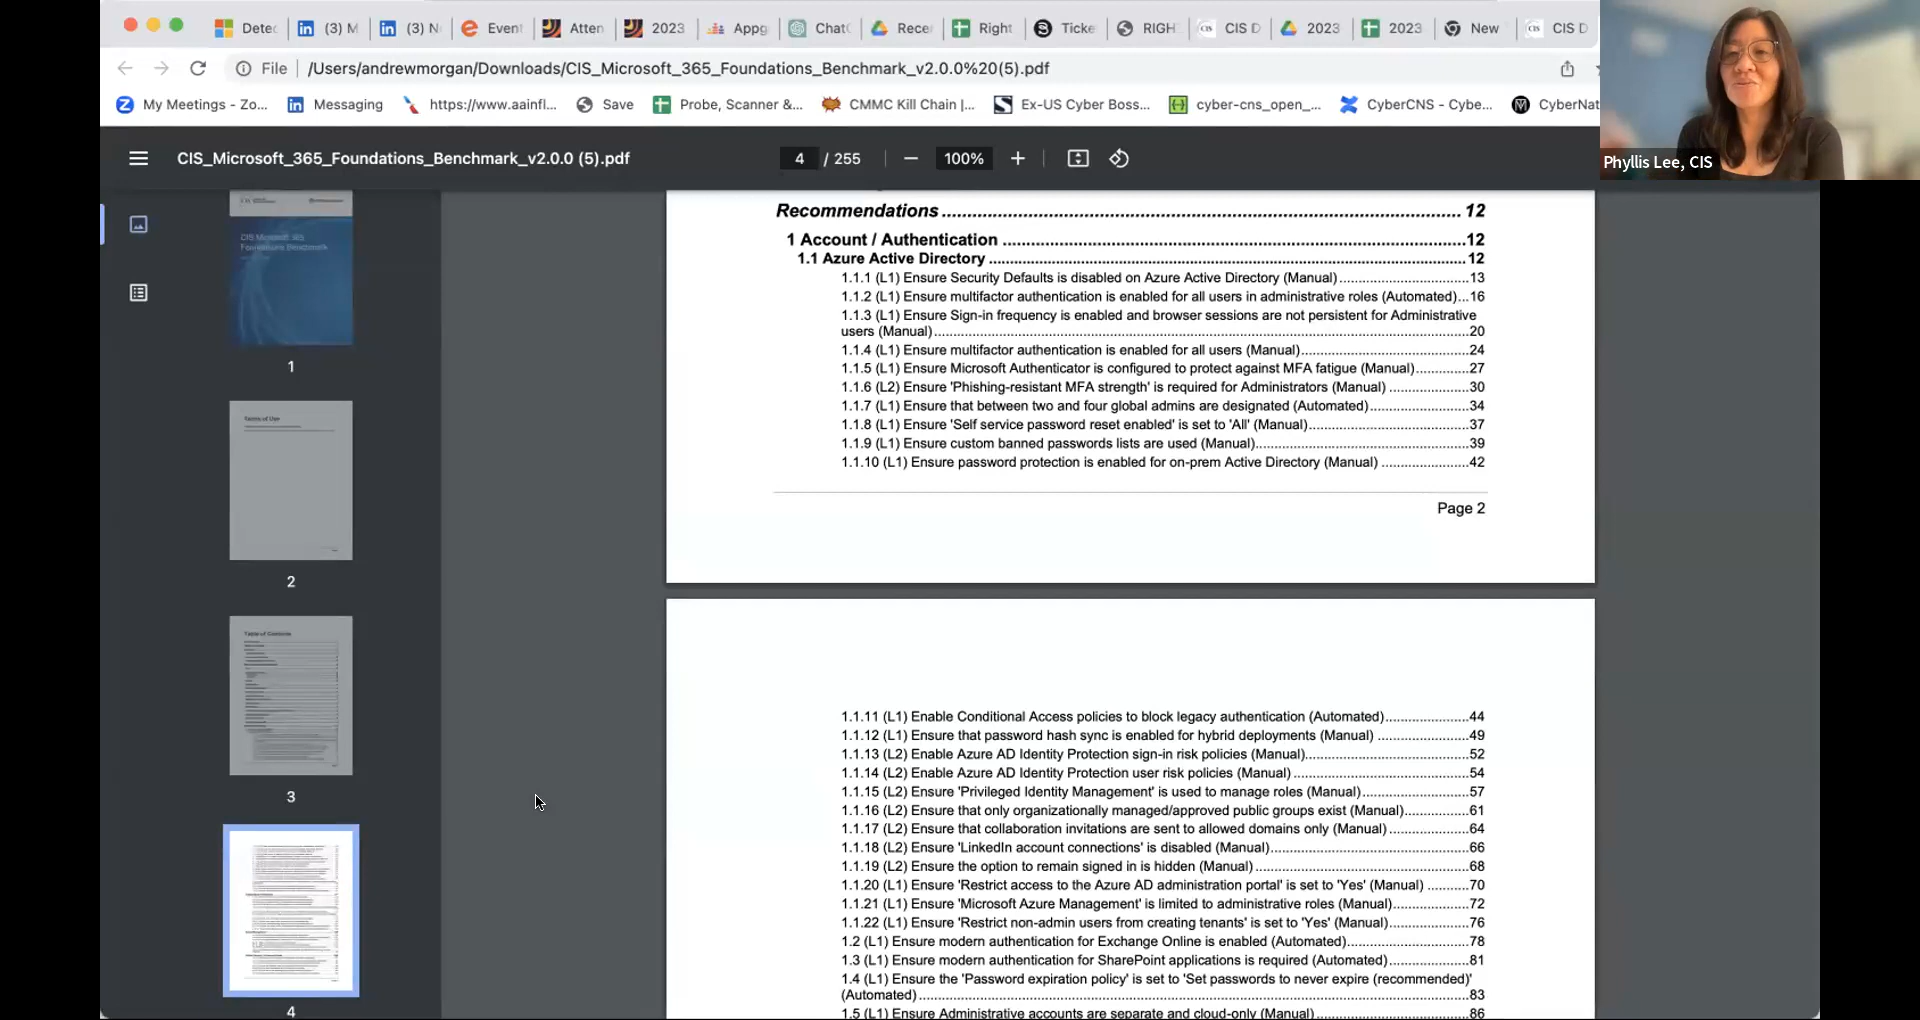 Detec
(3) M
(3) N
Event
Atten
2023
Appg
Chat
Rece
Right
Ticke
RIGH
CIS D
2023
2023
New
CIS D
File
/Users/andrewmorgan/Downloads/CIS_Microsoft_365_Foundations_Benchmark_v2.0.0%20(5).pdf
My Meetings - Zo...
Messaging
https://www.aainfl...
Save
Probe, Scanner &...
CMMC Kill Chain |...
Ex-US Cyber Boss...
cyber-cns_open_...
CyberCNS - Cybe...
CyberNat
Phyllis Lee, CIS
CIS_Microsoft_365_Foundations_Benchmark_v2.0.0 (5).pdf
4 / 255
100%
CIS Microsoft 365
Foundations Benchmark
1
Terms of Use
2
Table of Contents
3
4
Recommendations ........ 12
1 Account / Authentication ........ 12
1.1 Azure Active Directory ........ 12
1.1.1 (L1) Ensure Security Defaults is disabled on Azure Active Directory (Manual) ........ 13
1.1.2 (L1) Ensure multifactor authentication is enabled for all users in administrative roles (Automated)...16
1.1.3 (L1) Ensure Sign-in frequency is enabled and browser sessions are not persistent for Administrative
users (Manual) ........ 20
1.1.4 (L1) Ensure multifactor authentication is enabled for all users (Manual) ........ 24
1.1.5 (L1) Ensure Microsoft Authenticator is configured to protect against MFA fatigue (Manual) ........ 27
1.1.6 (L2) Ensure 'Phishing-resistant MFA strength' is required for Administrators (Manual) ........ 30
1.1.7 (L1) Ensure that between two and four global admins are designated (Automated) ........ 34
1.1.8 (L1) Ensure 'Self service password reset enabled' is set to 'All' (Manual) ........ 37
1.1.9 (L1) Ensure custom banned passwords lists are used (Manual) ........ 39
1.1.10 (L1) Ensure password protection is enabled for on-prem Active Directory (Manual) ........ 42
Page 2
1.1.11 (L1) Enable Conditional Access policies to block legacy authentication (Automated) ........ 44
1.1.12 (L1) Ensure that password hash sync is enabled for hybrid deployments (Manual) ........ 49
1.1.13 (L2) Enable Azure AD Identity Protection sign-in risk policies (Manual) ........ 52
1.1.14 (L2) Enable Azure AD Identity Protection user risk policies (Manual) ........ 54
1.1.15 (L2) Ensure 'Privileged Identity Management' is used to manage roles (Manual) ........ 57
1.1.16 (L2) Ensure that only organizationally managed/approved public groups exist (Manual) ........ 61
1.1.17 (L2) Ensure that collaboration invitations are sent to allowed domains only (Manual) ........ 64
1.1.18 (L2) Ensure 'LinkedIn account connections' is disabled (Manual) ........ 66
1.1.19 (L2) Ensure the option to remain signed in is hidden (Manual) ........ 68
1.1.20 (L1) Ensure 'Restrict access to the Azure AD administration portal' is set to 'Yes' (Manual) ........ 70
1.1.21 (L1) Ensure 'Microsoft Azure Management' is limited to administrative roles (Manual) ........ 72
1.1.22 (L1) Ensure 'Restrict non-admin users from creating tenants' is set to 'Yes' (Manual) ........ 76
1.2 (L1) Ensure modern authentication for Exchange Online is enabled (Automated) ........ 78
1.3 (L1) Ensure modern authentication for SharePoint applications is required (Automated) ........ 81
1.4 (L1) Ensure the 'Password expiration policy' is set to 'Set passwords to never expire (recommended)'
(Automated) ........ 83
1.5 (L1) Ensure Administrative accounts are separate and cloud-only (Manual) ........ 86